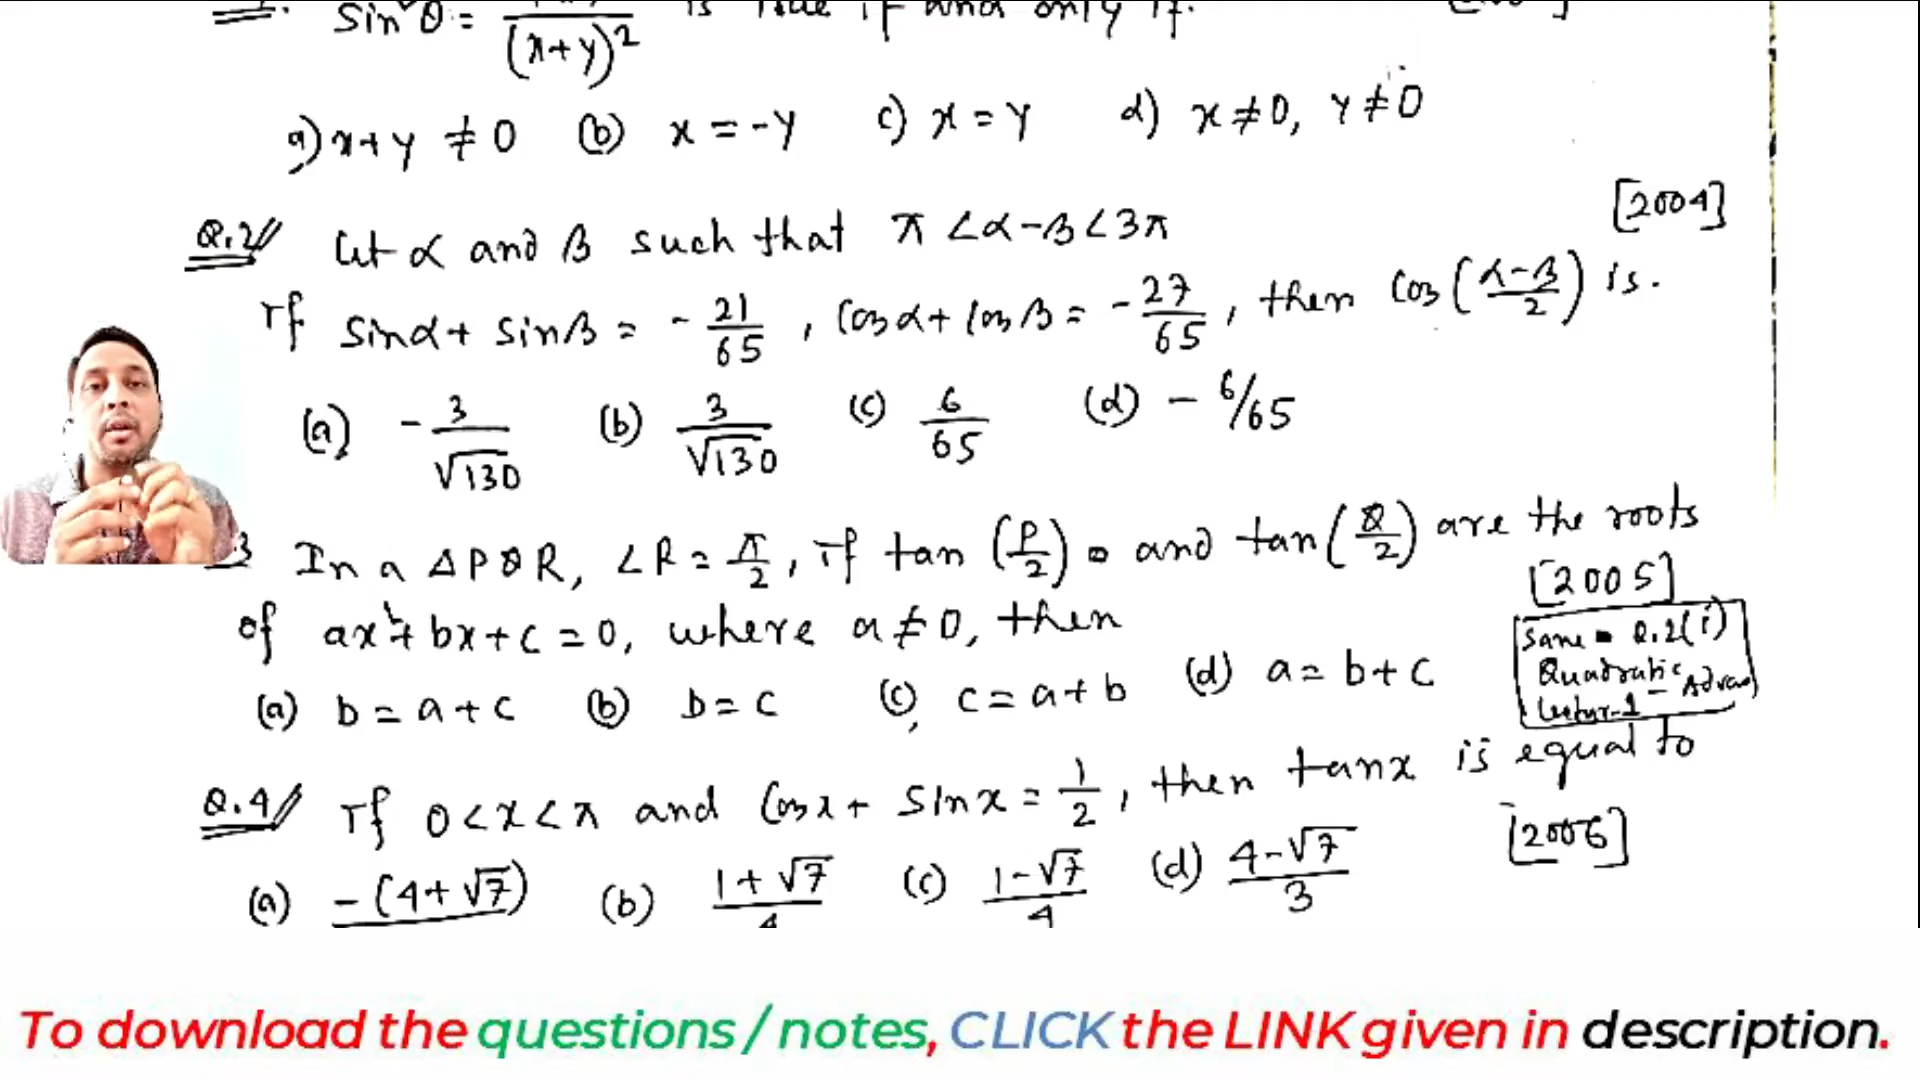 sin²θ = /(x+y)² is true if and only if.
a) x+y ≠ 0 (b) x = -y c) x = y d) x ≠ 0, y ≠ 0
Q.2// let α and β such that π < α-β < 3π [2004]
If sinα + sinβ = -21/65, cosα + cosβ = -27/65, then cos(α-β/2) is.
(a) -3/√130 (b) 3/√130 (c) 6/65 (d) -6/65
3 In a ΔPQR, ∠R = π/2, if tan (P/2) and tan(Q/2) are the roots
of ax²+bx+c=0, where a≠0, then [2005]
(a) b = a+c (b) b = c (c) c = a+b (d) a = b+c
Same Q.2(i)
Quadratic
Lectur-1 - Advan
Q.4// If 0<x<π and cosx + sinx = 1/2, then tanx is equal to
[2006]
(a) -(4+√7) (b) 1+√7/4 (c) 1-√7/4 (d) 4-√7/3
To download the questions / notes, CLICK the LINK given in description.